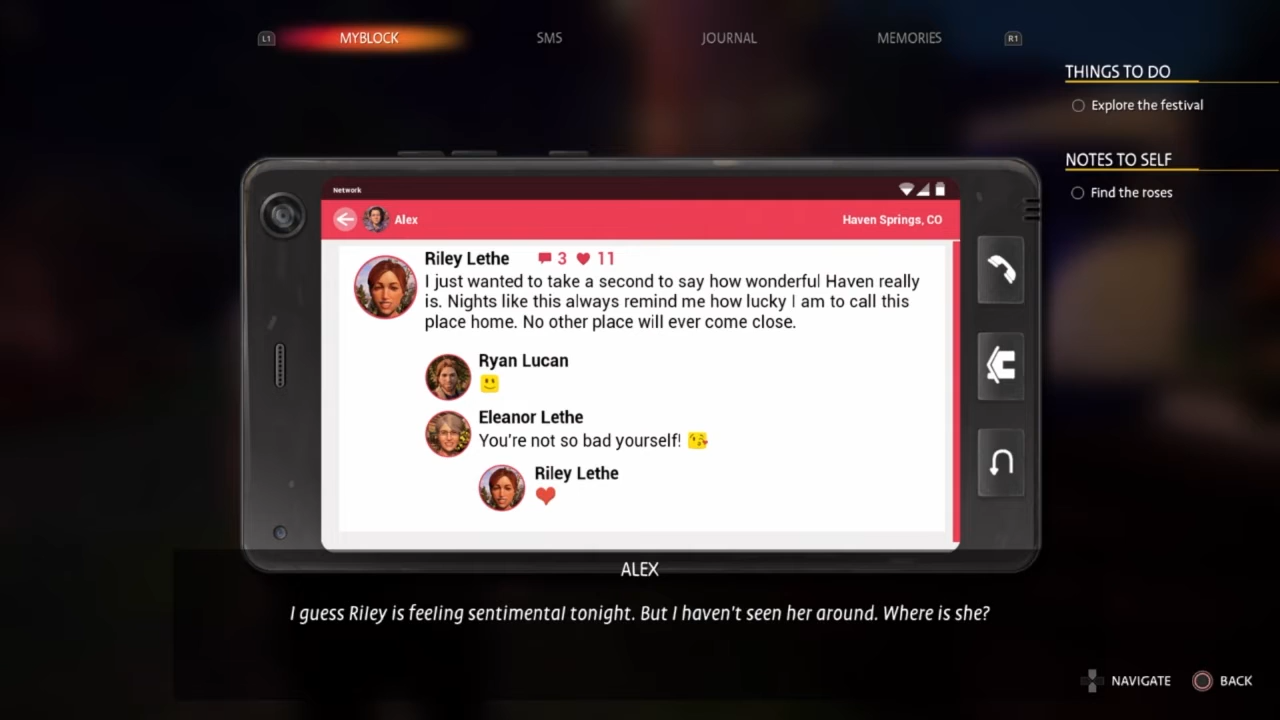 L1 MYBLOCK SMS JOURNAL MEMORIES R1
THINGS TO DO
Explore the festival
NOTES TO SELF
Find the roses
Network
Alex Haven Springs, CO
Riley Lethe 3 11
I just wanted to take a second to say how wonderful Haven really
is. Nights like this always remind me how lucky I am to call this
place home. No other place will ever come close.
Ryan Lucan
Eleanor Lethe
You're not so bad yourself!
Riley Lethe
ALEX
I guess Riley is feeling sentimental tonight. But I haven't seen her around. Where is she?
NAVIGATE BACK